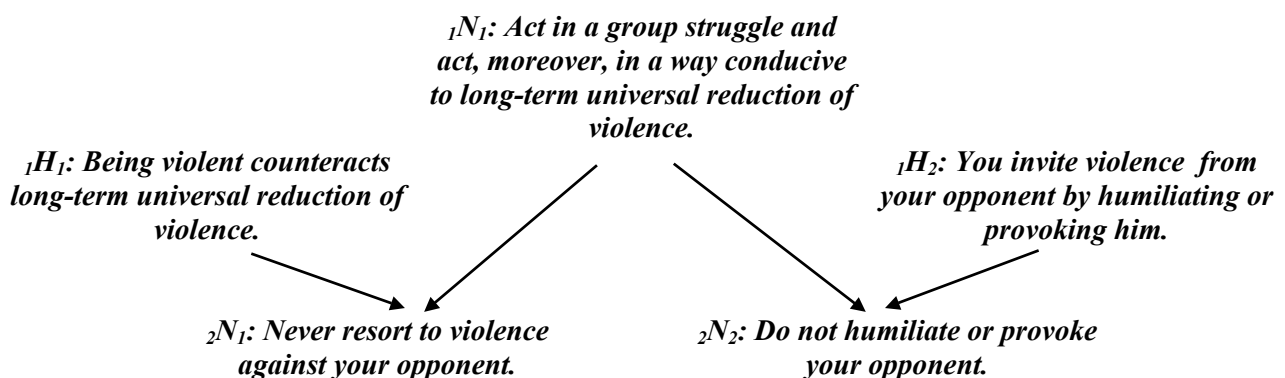 ₁N₁: Act in a group struggle and
act, moreover, in a way conducive
to long-term universal reduction of
violence.
₁H₁: Being violent counteracts
long-term universal reduction of
violence.
₁H₂: You invite violence from
your opponent by humiliating or
provoking him.
₂N₁: Never resort to violence
against your opponent.
₂N₂: Do not humiliate or provoke
your opponent.